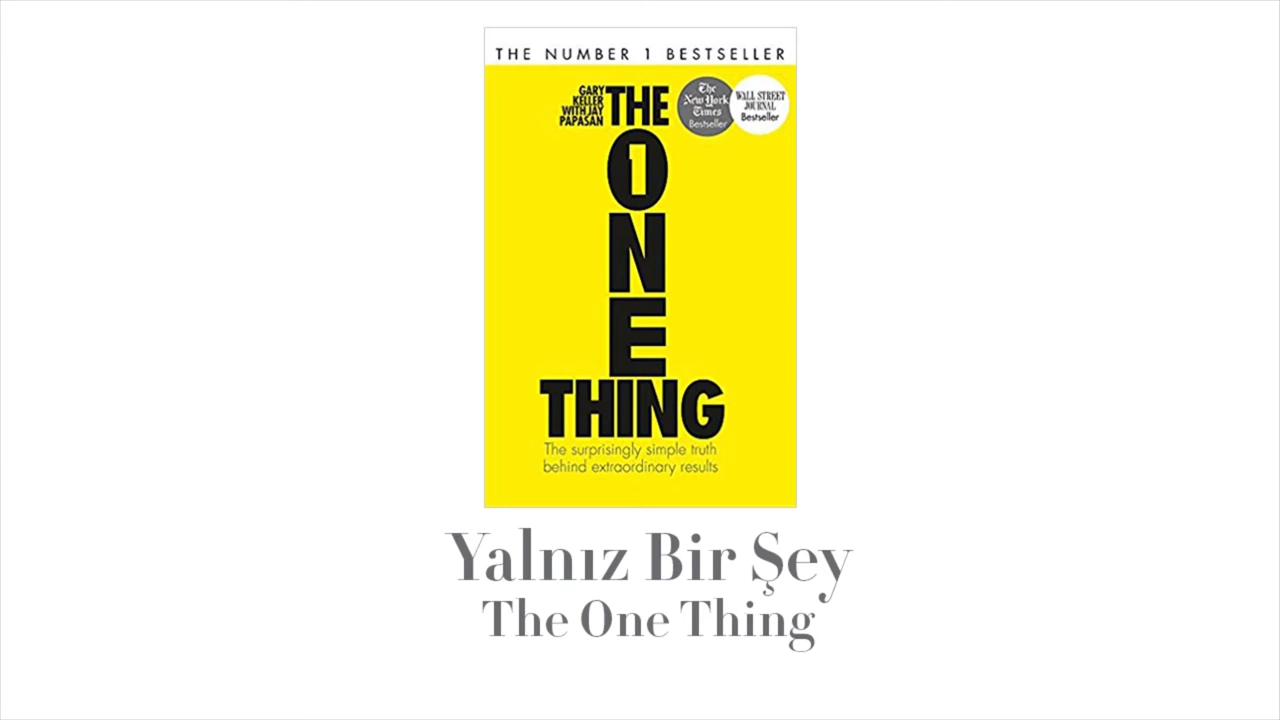 THE NUMBER 1 BESTSELLER
GARY
KELLER
WITH JAY
PAPASAN
THE
ONE
THING
1
The
New York
Times
Bestseller
WALL STREET
JOURNAL
Bestseller
The surprisingly simple truth
behind extraordinary results
Yalnız Bir Şey
The One Thing